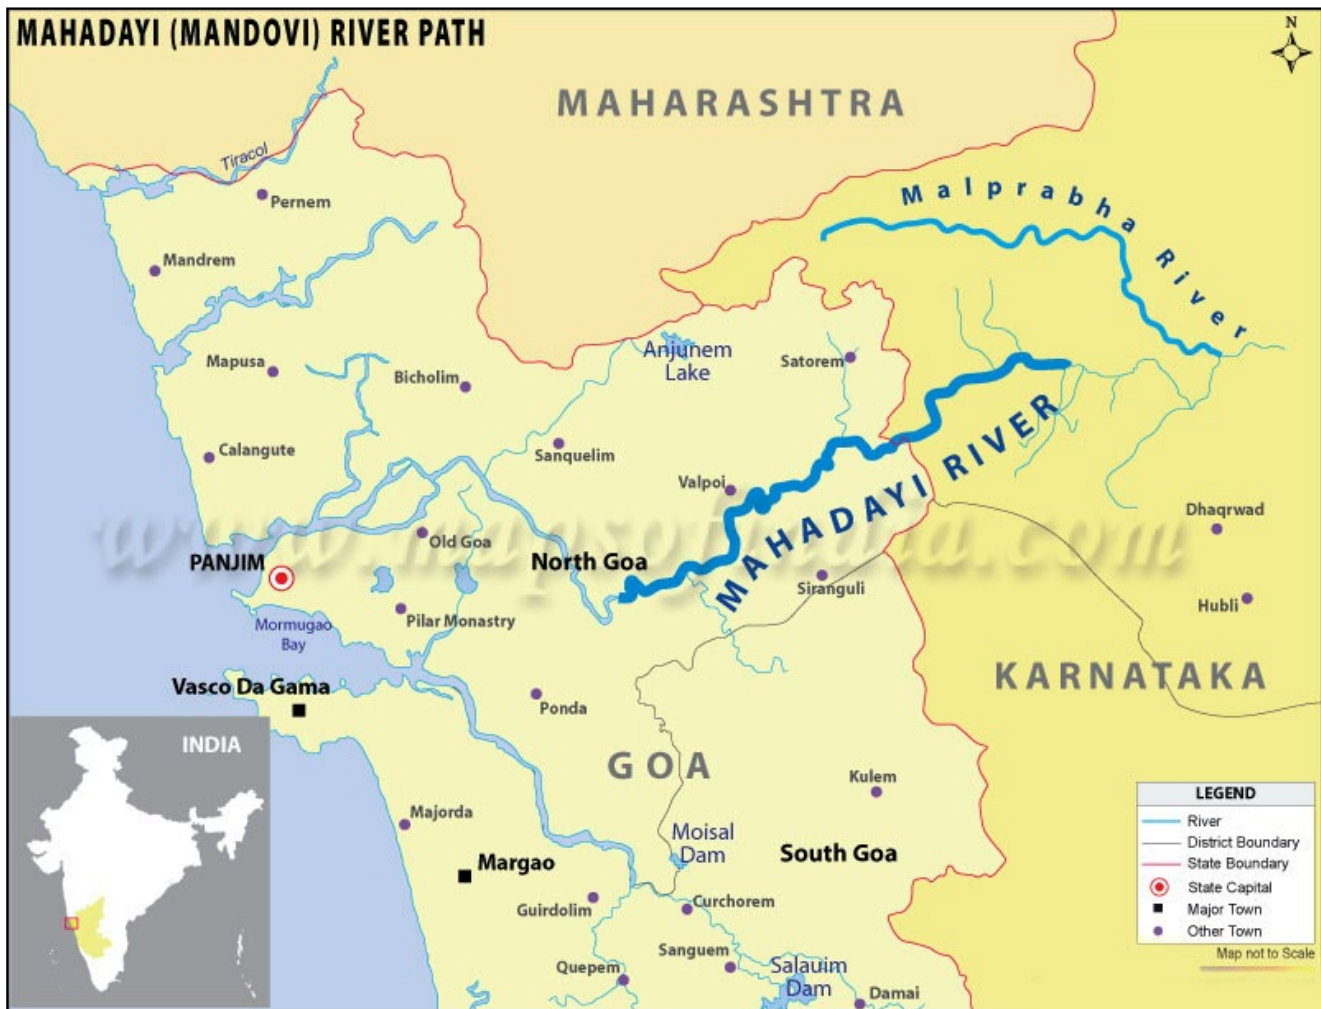 MAHADAYI (MANDOVI) RIVER PATH
N
MAHARASHTRA
Tiracol
Pernem
Malprabha River
Mandrem
Anjunem
Lake
Satorem
Mapusa
Bicholim
MAHADAYI RIVER
Calangute
Sanquelim
Valpoi
Dhaqrwad
www.mapsofindia.com
Old Goa
PANJIM
North Goa
Siranguli
Hubli
Pilar Monastry
Mormugao
Bay
KARNATAKA
Vasco Da Gama
Ponda
INDIA
GOA
Kulem
LEGEND
River
District Boundary
State Boundary
State Capital
Major Town
Other Town
Map not to Scale
Majorda
Moisal
Dam
South Goa
Margao
Guirdolim
Curchorem
Sanguem
Quepem
Salauim
Dam
Damai